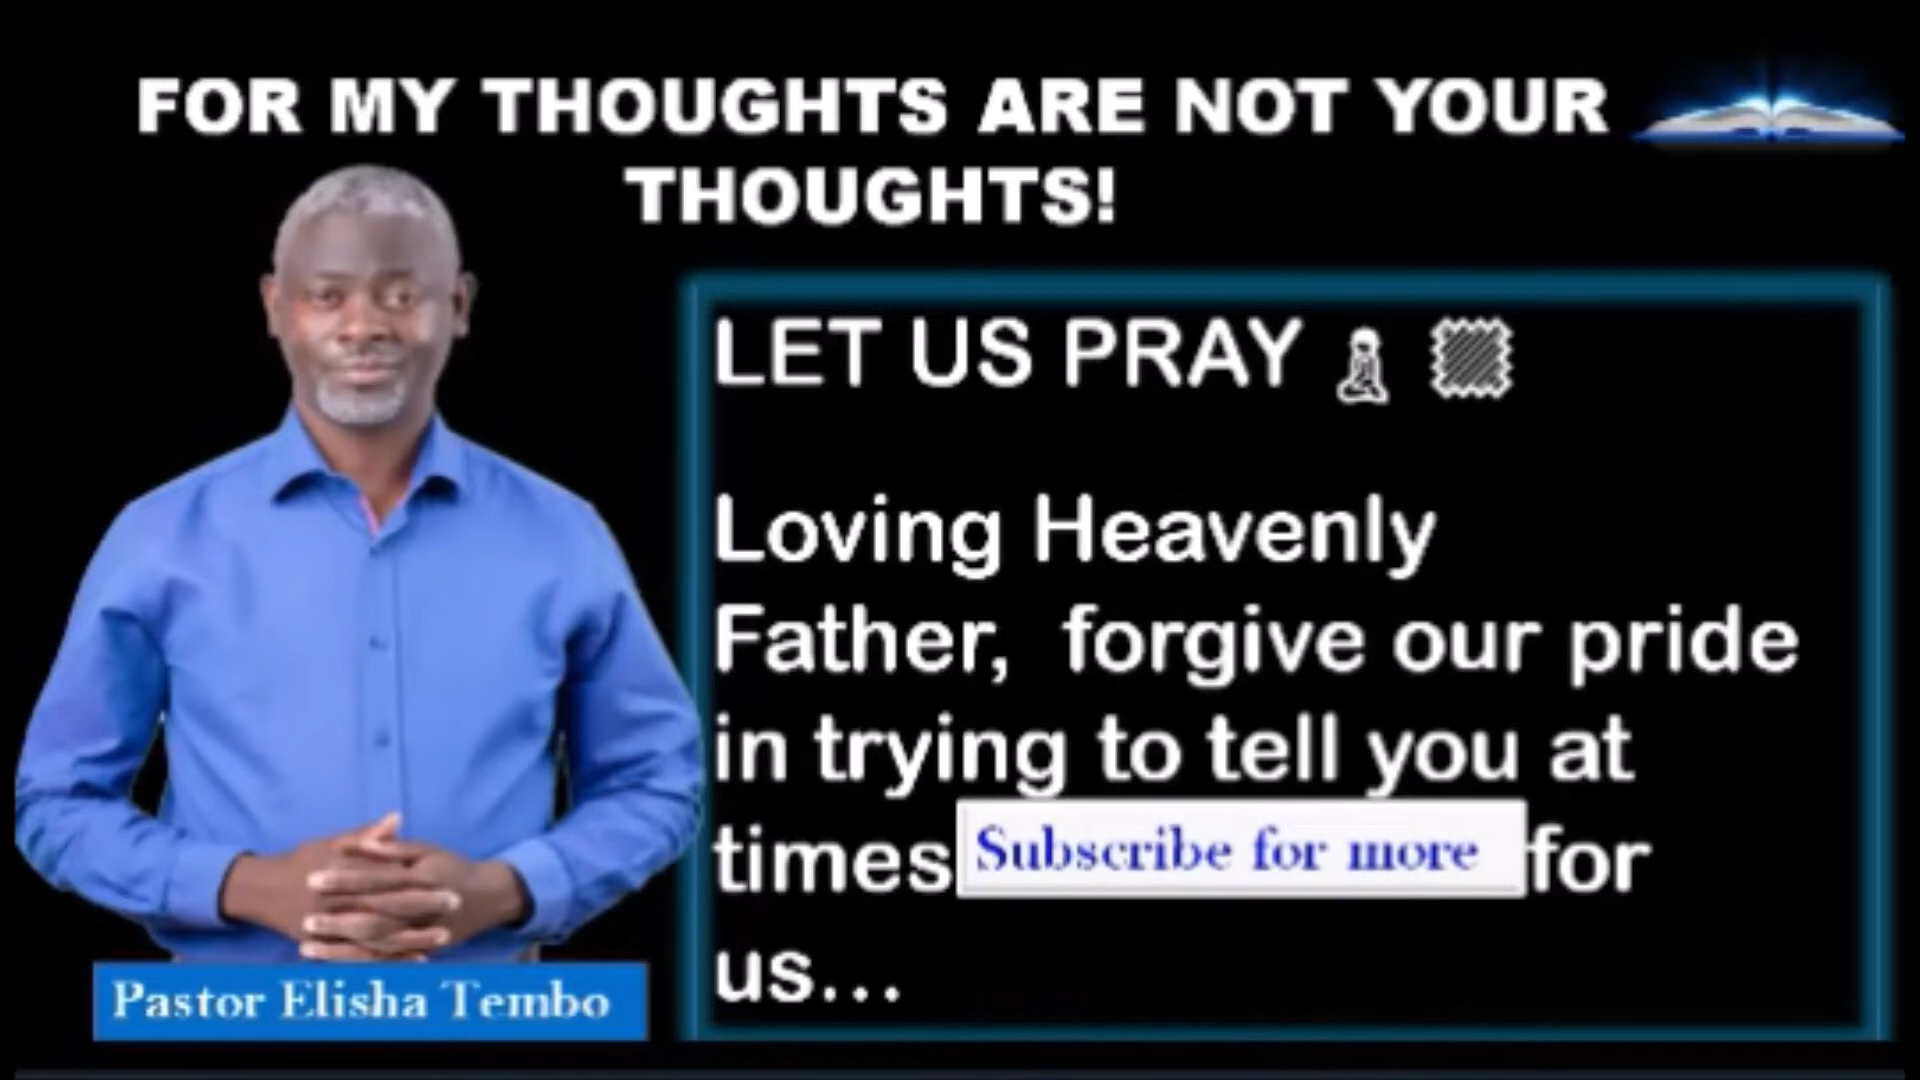 FOR MY THOUGHTS ARE NOT YOUR
THOUGHTS!
LET US PRAY
Loving Heavenly
Father, forgive our pride
in trying to tell you at
times
Subscribe for more
for
us...
Pastor Elisha Tembo